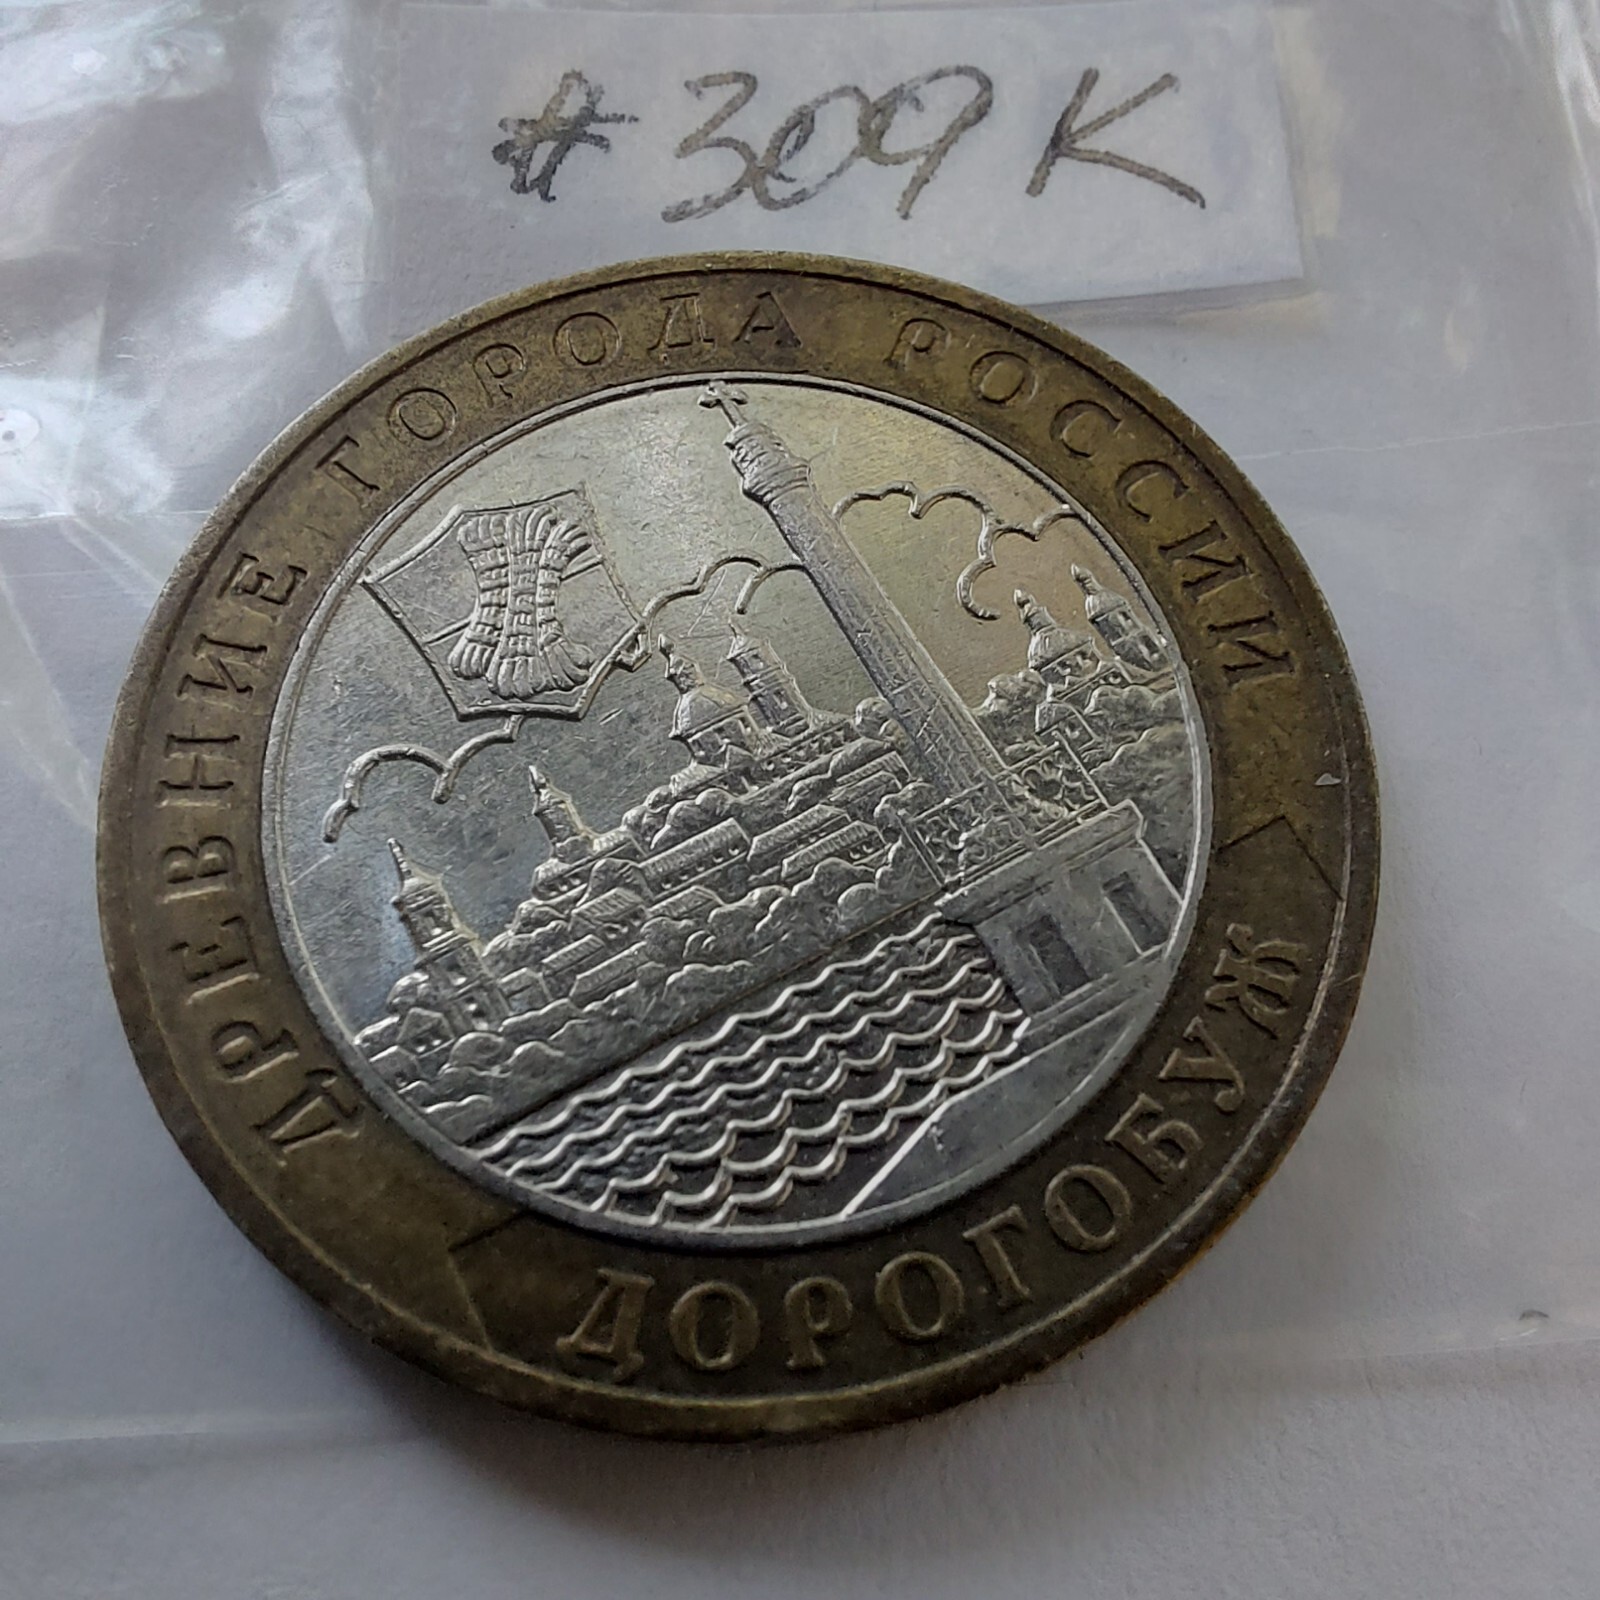 #309K
ДРЕВНИЕ ГОРОДА РОССИИ
ДОРОГОБУЖ